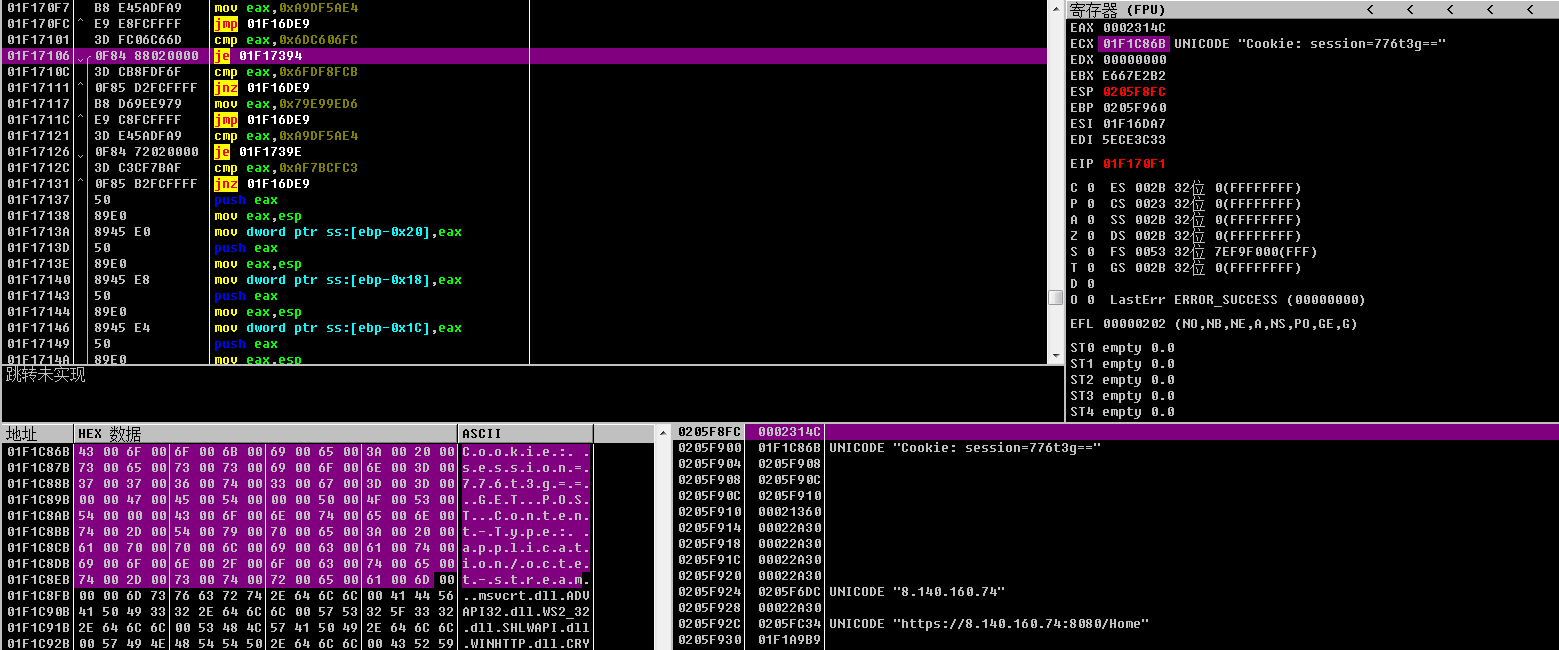 01F170F7 B8 E45ADFA9 mov eax,0xA9DF5AE4
01F170FC ^ E9 E8FCFFFF jmp 01F16DE9
01F17101 3D FC06C66D cmp eax,0x6DC606FC
01F17106 0F84 88020000 je 01F17394
01F1710C 3D CB8FDF6F cmp eax,0x6FDF8FCB
01F17111 ^ 0F85 D2FCFFFF jnz 01F16DE9
01F17117 B8 D69EE979 mov eax,0x79E99ED6
01F1711C ^ E9 C8FCFFFF jmp 01F16DE9
01F17121 3D E45ADFA9 cmp eax,0xA9DF5AE4
01F17126 0F84 72020000 je 01F1739E
01F1712C 3D C3CF7BAF cmp eax,0xAF7BCFC3
01F17131 ^ 0F85 B2FCFFFF jnz 01F16DE9
01F17137 50 push eax
01F17138 89E0 mov eax,esp
01F1713A 8945 E0 mov dword ptr ss:[ebp-0x20],eax
01F1713D 50 push eax
01F1713E 89E0 mov eax,esp
01F17140 8945 E8 mov dword ptr ss:[ebp-0x18],eax
01F17143 50 push eax
01F17144 89E0 mov eax,esp
01F17146 8945 E4 mov dword ptr ss:[ebp-0x1C],eax
01F17149 50 push eax
01F1714A 89E0 mov eax,esp
跳转未实现
寄存器 (FPU) < < < < <
EAX 0002314C
ECX 01F1C86B UNICODE "Cookie: session=776t3g=="
EDX 00000000
EBX E667E2B2
ESP 0205F8FC
EBP 0205F960
ESI 01F16DA7
EDI 5ECE3C33
EIP 01F170F1
C 0 ES 002B 32位 0(FFFFFFFF)
P 0 CS 0023 32位 0(FFFFFFFF)
A 0 SS 002B 32位 0(FFFFFFFF)
Z 0 DS 002B 32位 0(FFFFFFFF)
S 0 FS 0053 32位 7EF9F000(FFF)
T 0 GS 002B 32位 0(FFFFFFFF)
D 0
O 0 LastErr ERROR_SUCCESS (00000000)
EFL 00000202 (NO,NB,NE,A,NS,PO,GE,G)
ST0 empty 0.0
ST1 empty 0.0
ST2 empty 0.0
ST3 empty 0.0
ST4 empty 0.0
地址 HEX 数据 ASCII
01F1C86B 43 00 6F 00 6F 00 6B 00 69 00 65 00 3A 00 20 00 C.o.o.k.i.e.:. .
01F1C87B 73 00 65 00 73 00 73 00 69 00 6F 00 6E 00 3D 00 s.e.s.s.i.o.n.=.
01F1C88B 37 00 37 00 36 00 74 00 33 00 67 00 3D 00 3D 00 7.7.6.t.3.g.=.=.
01F1C89B 00 00 47 00 45 00 54 00 00 00 50 00 4F 00 53 00 ..G.E.T...P.O.S.
01F1C8AB 54 00 00 00 43 00 6F 00 6E 00 74 00 65 00 6E 00 T...C.o.n.t.e.n.
01F1C8BB 74 00 2D 00 54 00 79 00 70 00 65 00 3A 00 20 00 t.-.T.y.p.e.:. .
01F1C8CB 61 00 70 00 70 00 6C 00 69 00 63 00 61 00 74 00 a.p.p.l.i.c.a.t.
01F1C8DB 69 00 6F 00 6E 00 2F 00 6F 00 63 00 74 00 65 00 i.o.n./.o.c.t.e.
01F1C8EB 74 00 2D 00 73 00 74 00 72 00 65 00 61 00 6D 00 t.-.s.t.r.e.a.m.
01F1C8FB 00 00 6D 73 76 63 72 74 2E 64 6C 6C 00 41 44 56 ..msvcrt.dll.ADV
01F1C90B 41 50 49 33 32 2E 64 6C 6C 00 57 53 32 5F 33 32 API32.dll.WS2_32
01F1C91B 2E 64 6C 6C 00 53 48 4C 57 41 50 49 2E 64 6C 6C .dll.SHLWAPI.dll
01F1C92B 00 57 49 4E 48 54 54 50 2E 64 6C 6C 00 43 52 59 .WINHTTP.dll.CRY
0205F8FC 0002314C
0205F900 01F1C86B UNICODE "Cookie: session=776t3g=="
0205F904 0205F908
0205F908 0205F90C
0205F90C 0205F910
0205F910 00021360
0205F914 00022A30
0205F918 00022A30
0205F91C 00022A30
0205F920 00022A30
0205F924 0205F6DC UNICODE "8.140.160.74"
0205F928 00022A30
0205F92C 0205FC34 UNICODE "https://8.140.160.74:8080/Home"
0205F930 01F1A9B9